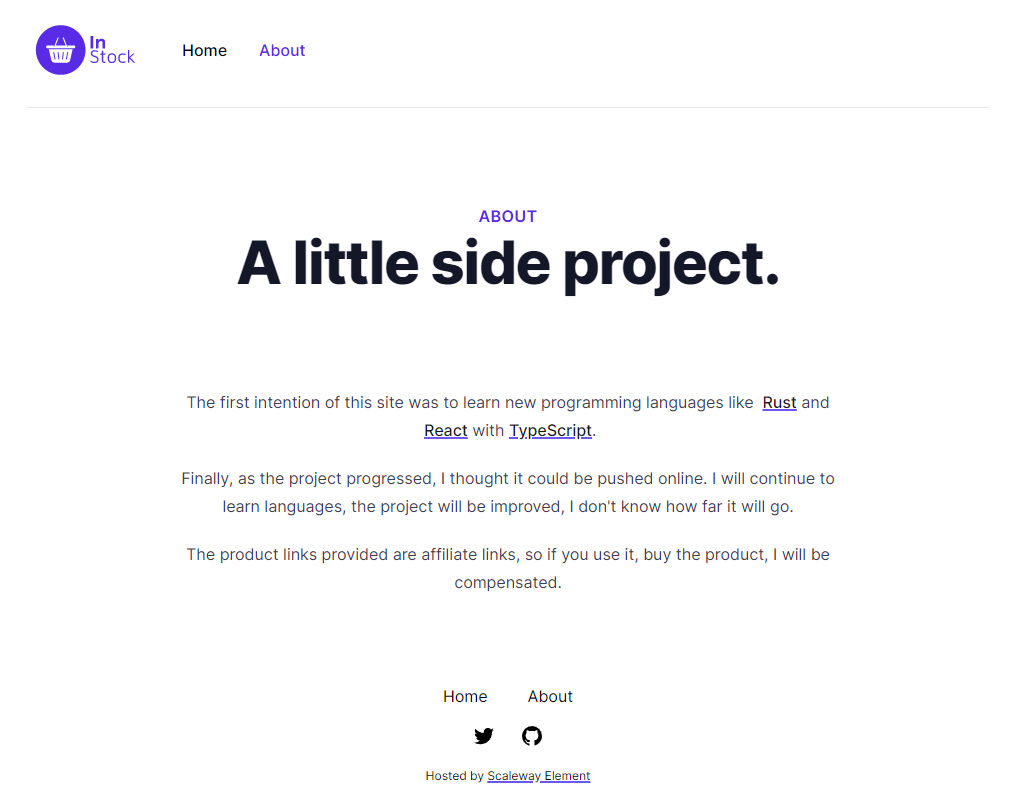 In
Stock
Home
About
ABOUT
A little side project.
The first intention of this site was to learn new programming languages like Rust and
React with TypeScript.
Finally, as the project progressed, I thought it could be pushed online. I will continue to
learn languages, the project will be improved, I don't know how far it will go.
The product links provided are affiliate links, so if you use it, buy the product, I will be
compensated.
Home
About
Hosted by Scaleway Element